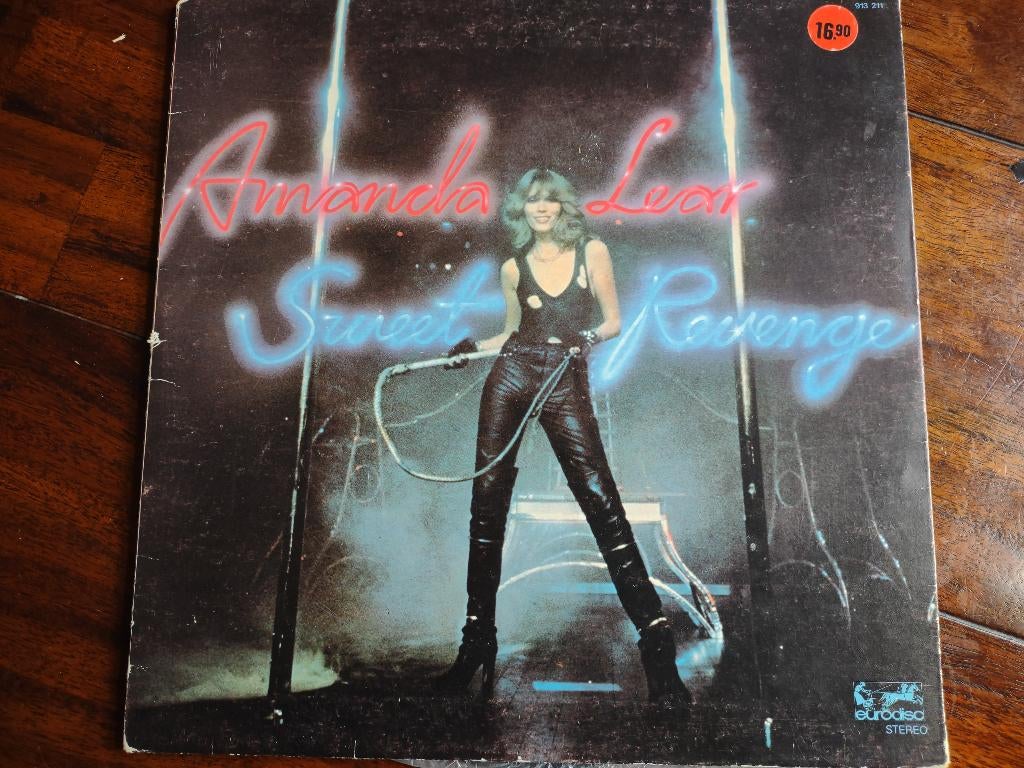 913 211
16.90
Amanda Lear
Sweet Revenge
eurodisc
STEREO